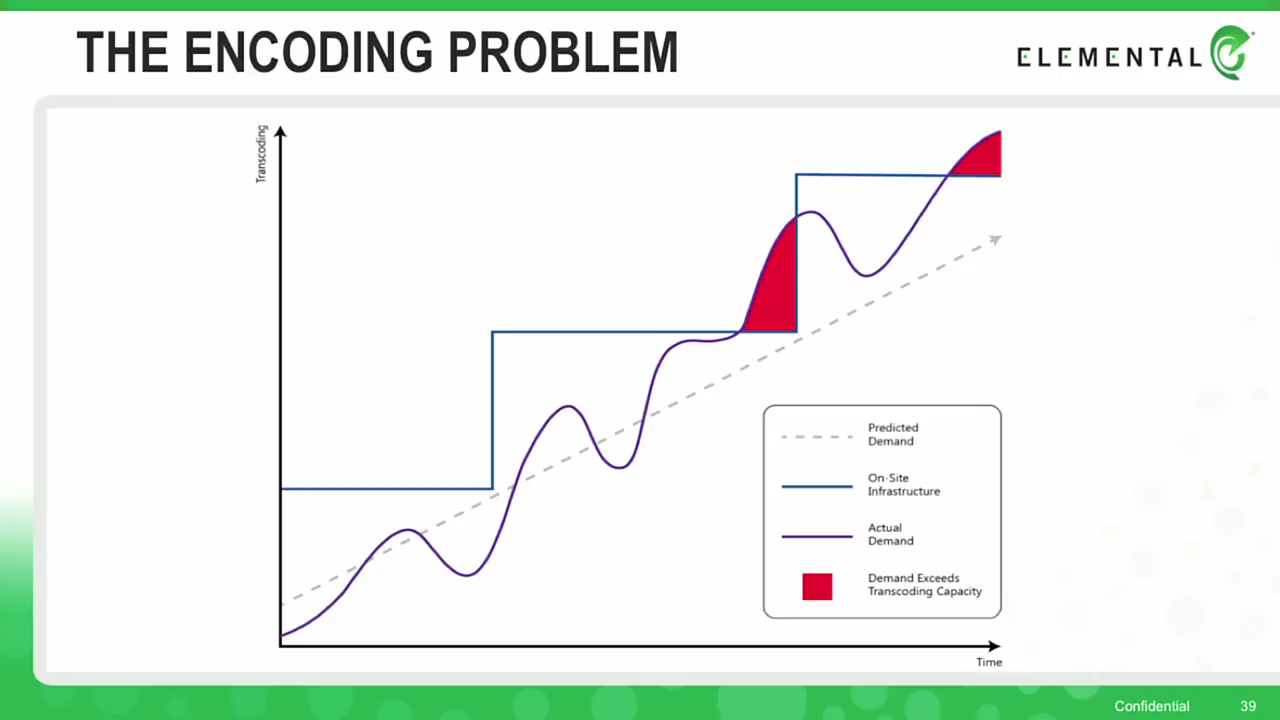 THE ENCODING PROBLEM
ELEMENTAL
Transcoding
Predicted
Demand
On-Site
Infrastructure
Actual
Demand
Demand Exceeds
Transcoding Capacity
Time
Confidential
39